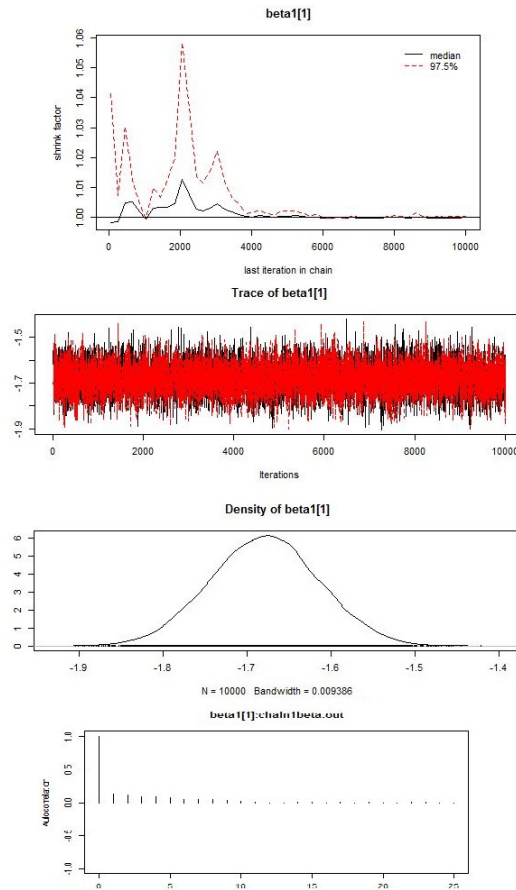 beta1[1]
shrink factor
1.00 1.01 1.02 1.03 1.04 1.05 1.06
median
97.5%
0 2000 4000 6000 8000 10000
last iteration in chain
Trace of beta1[1]
-1.9 -1.7 -1.5
0 2000 4000 6000 8000 10000
Iterations
Density of beta1[1]
0 1 2 3 4 5 6
-1.9 -1.8 -1.7 -1.6 -1.5 -1.4
N = 10000 Bandwidth = 0.009386
beta1[1]:chain1beta.out
Autocorrelation
-1.0 -0.5 0.0 0.5 1.0
0 5 10 15 20 25